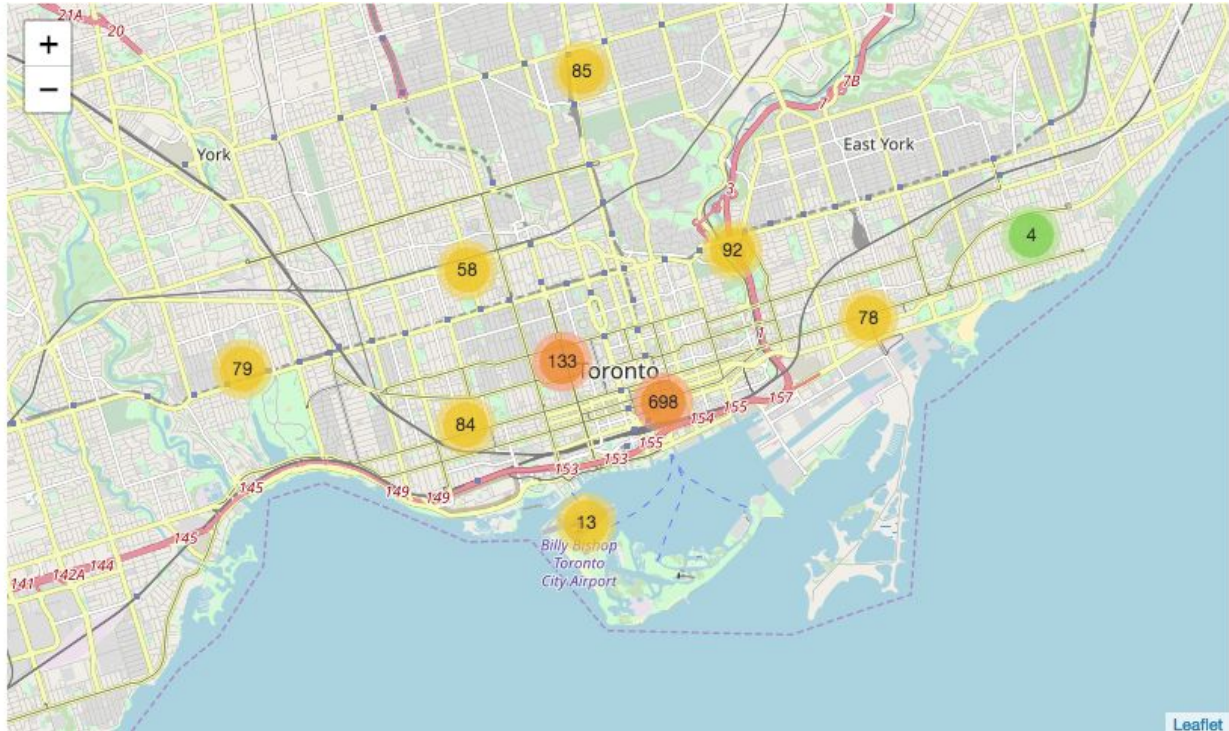 21A
20
+
−
85
7B
7
York
East York
3
4
92
58
78
1
79
133
Toronto
698
157
155
154
84
155
153
153
149
149
145
13
145
Billy Bishop
Toronto
City Airport
144
142A
141
Leaflet